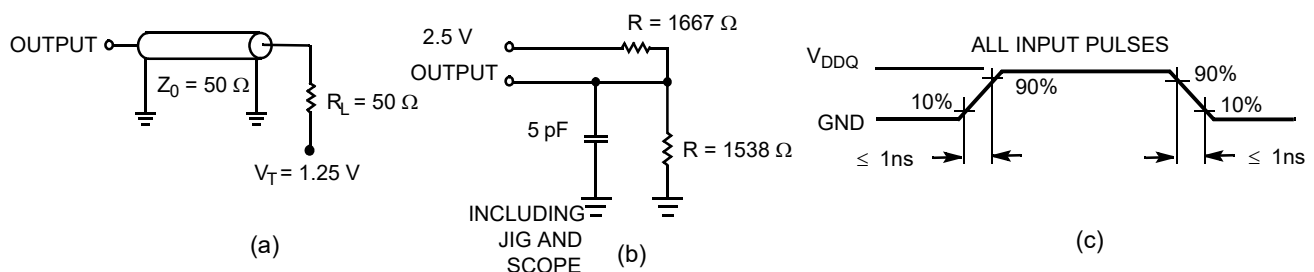 OUTPUT
Z0 = 50 Ω
RL = 50 Ω
VT = 1.25 V
(a)
R = 1667 Ω
2.5 V
OUTPUT
5 pF
R = 1538 Ω
INCLUDING
JIG AND
SCOPE
(b)
ALL INPUT PULSES
VDDQ
GND
10%
90%
90%
10%
≤ 1ns
≤ 1ns
(c)